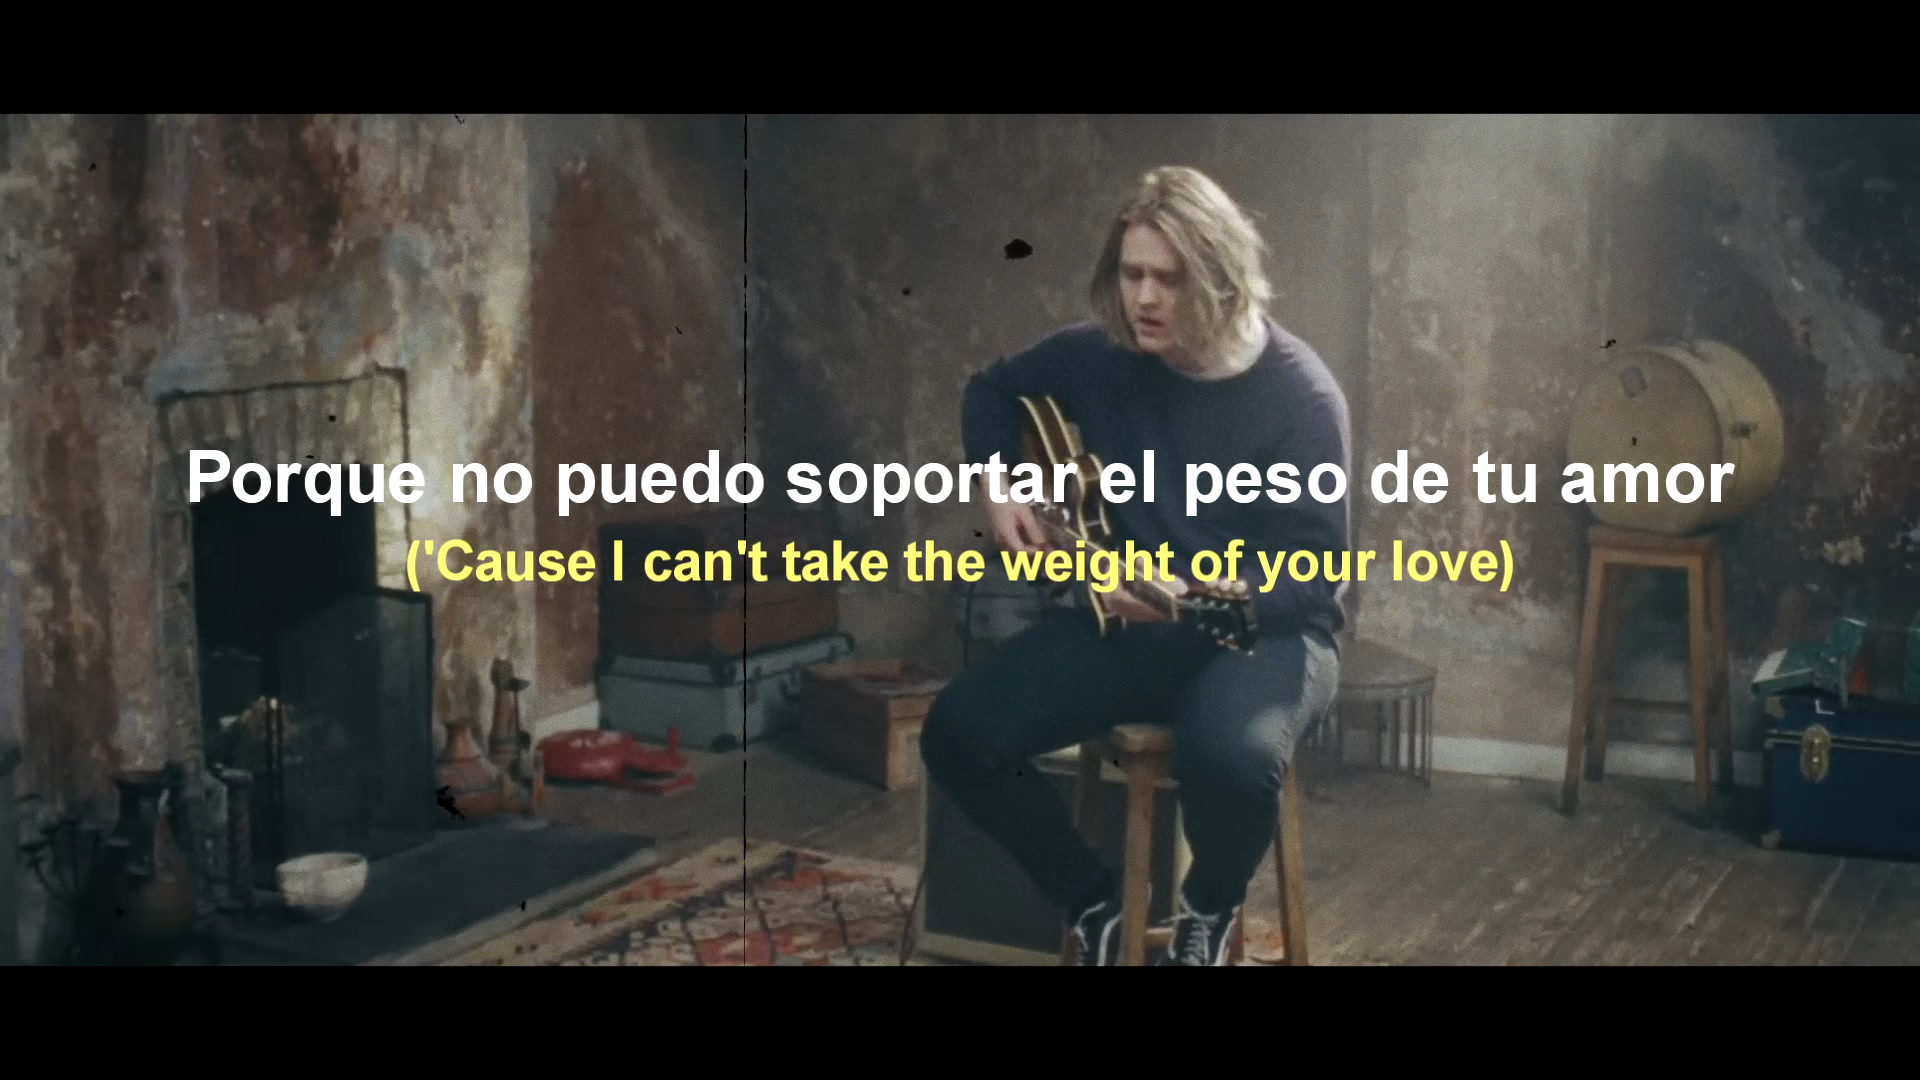 Porque no puedo soportar el peso de tu amor
('Cause I can't take the weight of your love)